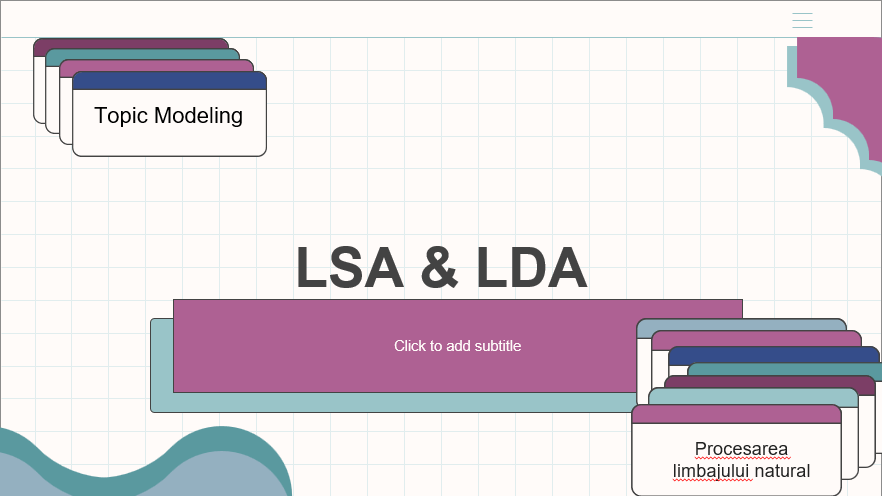 Topic Modeling
LSA & LDA
Click to add subtitle
Procesarea
limbajului natural